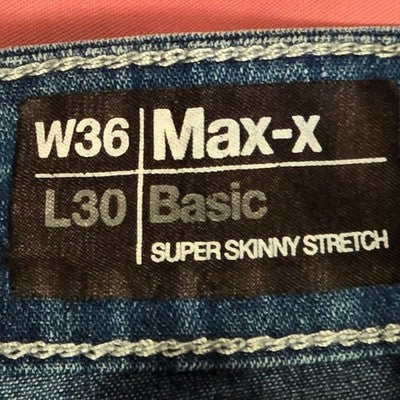 W36 Max-x
L30 Basic
SUPER SKINNY STRETCH